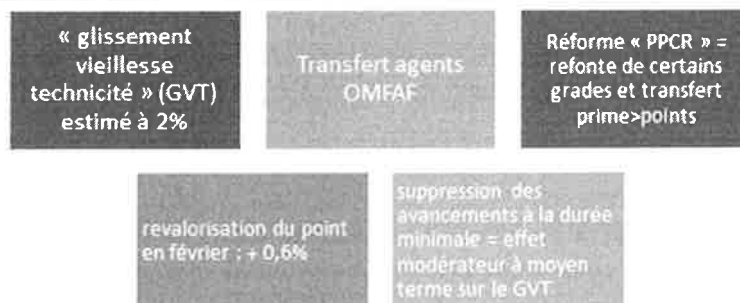 « glissement
vieillesse
technicité » (GVT)
estimé à 2%
Transfert agents
OMFAF
Réforme « PPCR » =
refonte de certains
grades et transfert
prime>points
revalorisation du point
en février : + 0,6%
suppression des
avancements à la durée
minimale = effet
modérateur à moyen
terme sur le GVT